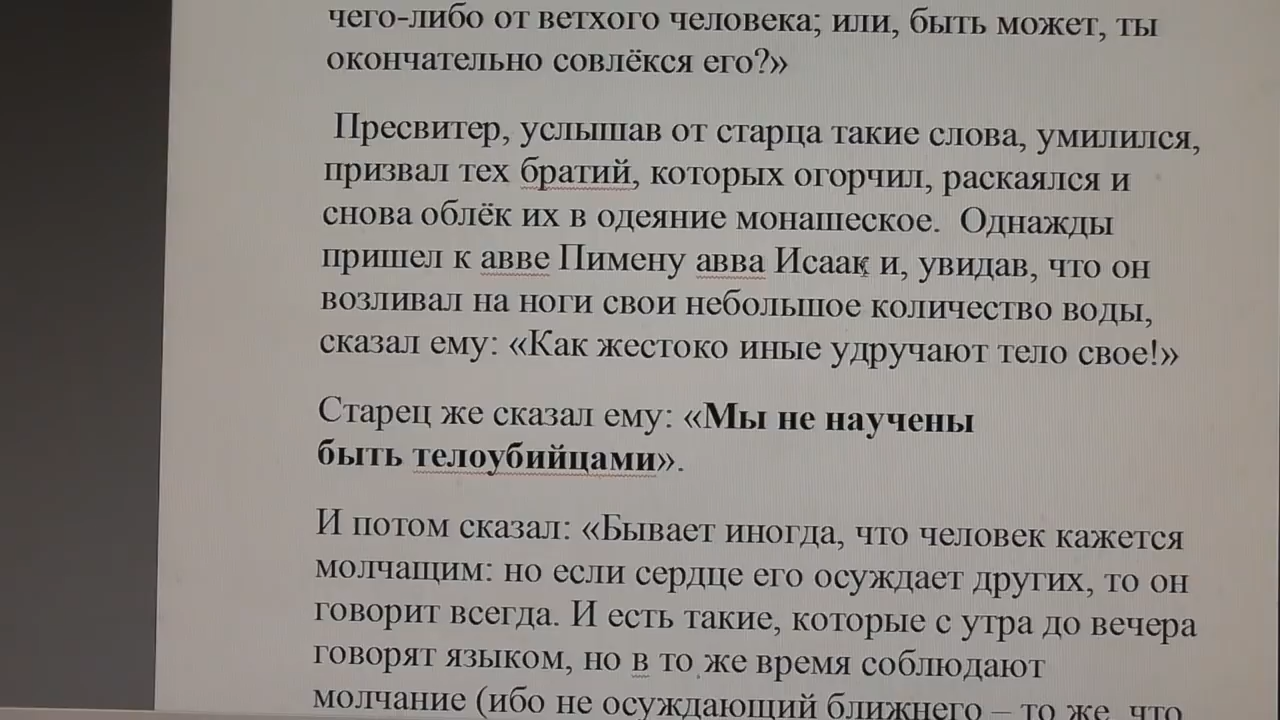 чего-либо от ветхого человека; или, быть может, ты
окончательно совлёкся его?»
Пресвитер, услышав от старца такие слова, умилился,
призвал тех братий, которых огорчил, раскаялся и
снова облёк их в одеяние монашеское. Однажды
пришел к авве Пимену авва Исаак и, увидав, что он
возливал на ноги свои небольшое количество воды,
сказал ему: «Как жестоко иные удручают тело свое!»
Старец же сказал ему: «Мы не научены
быть телоубийцами».
И потом сказал: «Бывает иногда, что человек кажется
молчащим: но если сердце его осуждает других, то он
говорит всегда. И есть такие, которые с утра до вечера
говорят языком, но в то же время соблюдают
молчание (ибо не осуждающий ближнего – то же, что